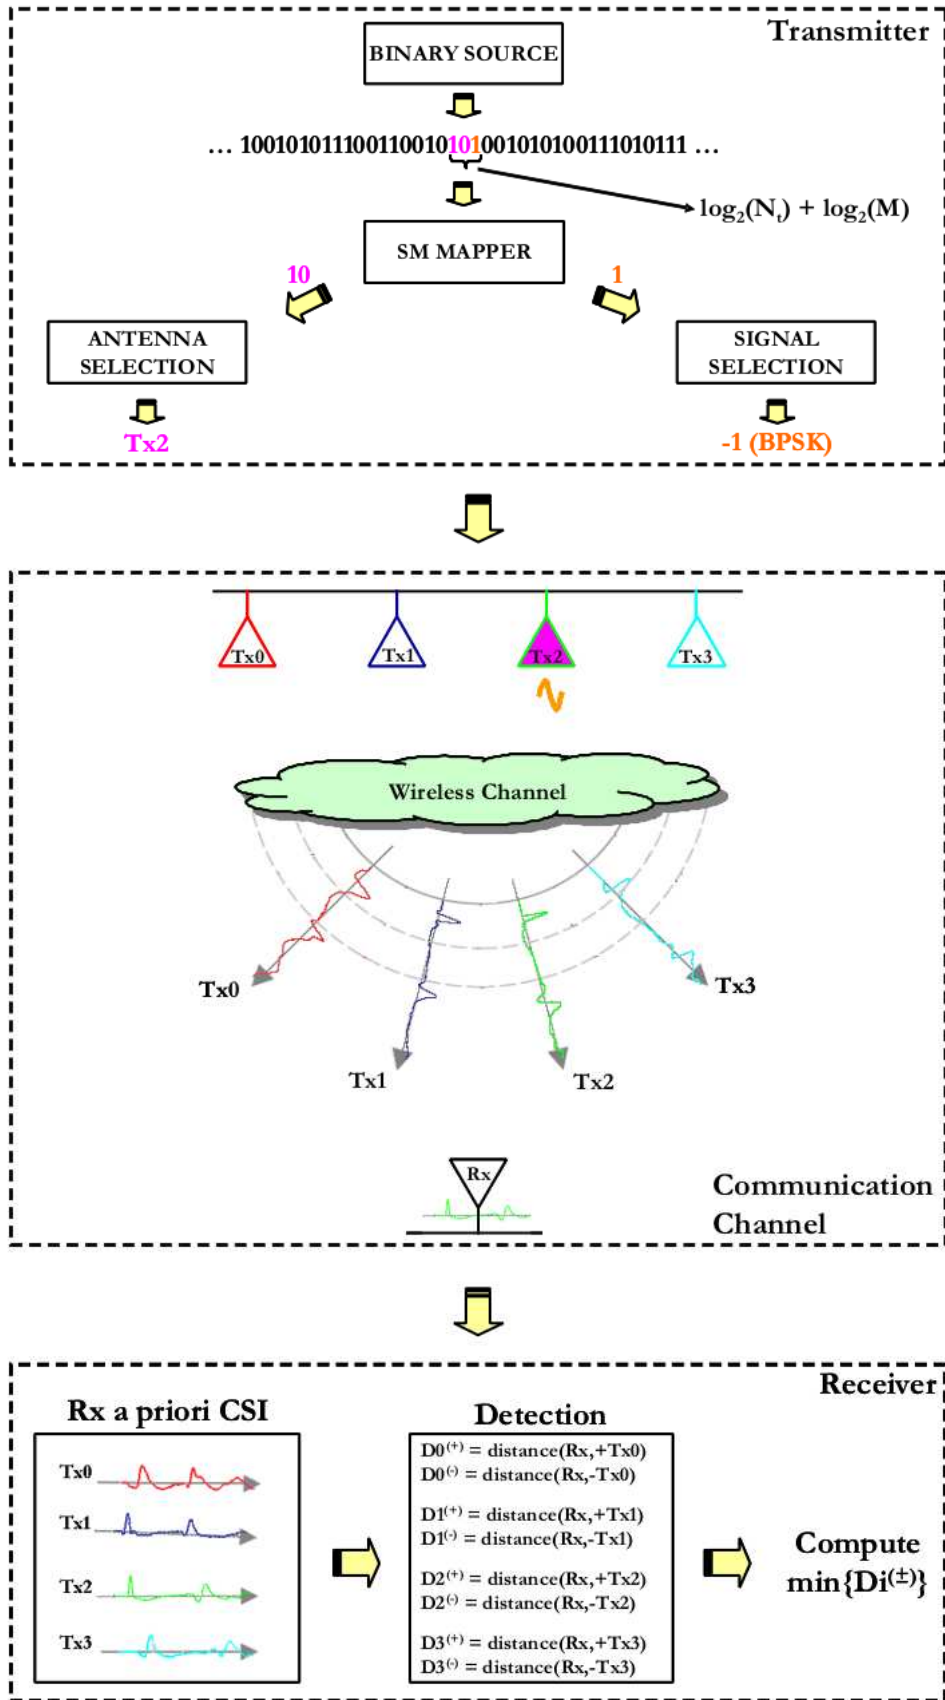 Transmitter
BINARY SOURCE
... 1001010111001100101010010101001110101111 ...
log₂(Nₜ) + log₂(M)
SM MAPPER
10
1
ANTENNA
SELECTION
SIGNAL
SELECTION
Tx2
-1 (BPSK)
Tx0
Tx1
Tx2
Tx3
Wireless Channel
Tx0
Tx3
Tx1
Tx2
Rx
Communication
Channel
Receiver
Rx a priori CSI
Tx0
Tx1
Tx2
Tx3
Detection
D0⁽⁺⁾ = distance(Rx,+Tx0)
D0⁽⁻⁾ = distance(Rx,-Tx0)
D1⁽⁺⁾ = distance(Rx,+Tx1)
D1⁽⁻⁾ = distance(Rx,-Tx1)
D2⁽⁺⁾ = distance(Rx,+Tx2)
D2⁽⁻⁾ = distance(Rx,-Tx2)
D3⁽⁺⁾ = distance(Rx,+Tx3)
D3⁽⁻⁾ = distance(Rx,-Tx3)
Compute
min{Di⁽±⁾}